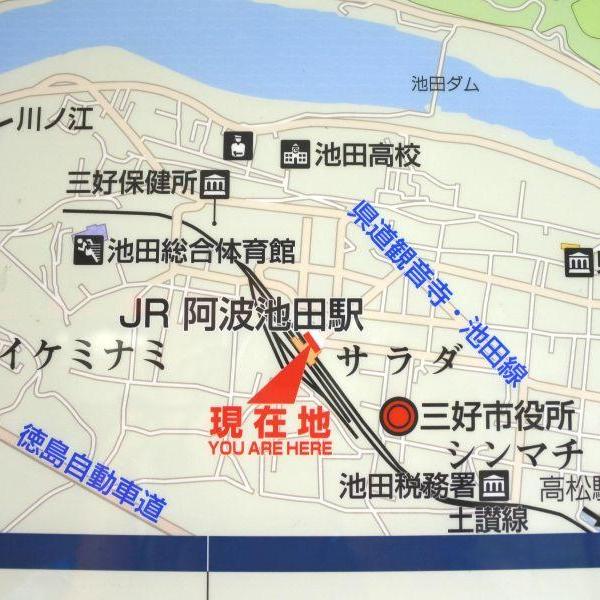 池田ダム
川ノ江
池田高校
三好保健所
県道観音寺・池田線
池田総合体育館
JR 阿波池田駅
イケミナミ
サラダ
現在地
YOU ARE HERE
三好市役所
シンマチ
徳島自動車道
池田税務署
高松
土讃線